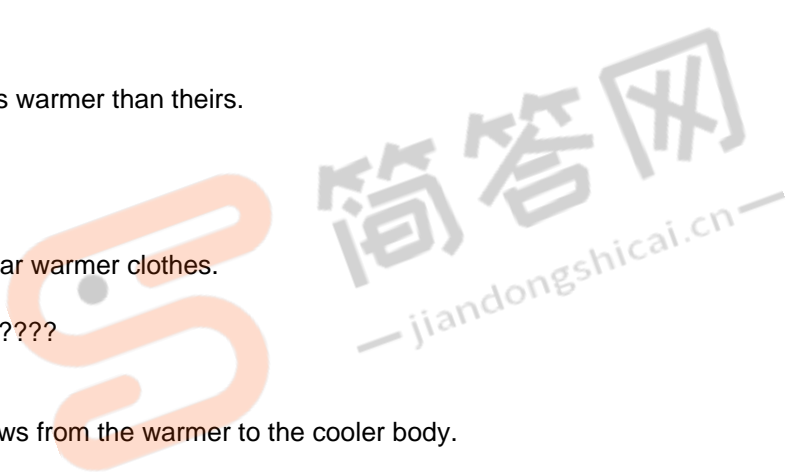 s warmer than theirs.
ar warmer clothes.
????
ws from the warmer to the cooler body.
简答网
jiandongshicai.cn